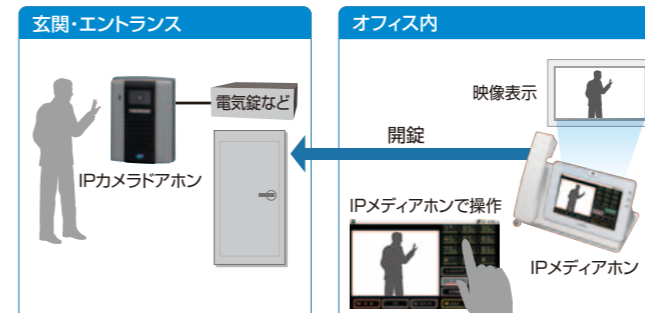 玄関・エントランス
電気錠など
IPカメラドアホン
オフィス内
映像表示
開錠
IPメディアホンで操作
IPメディアホン